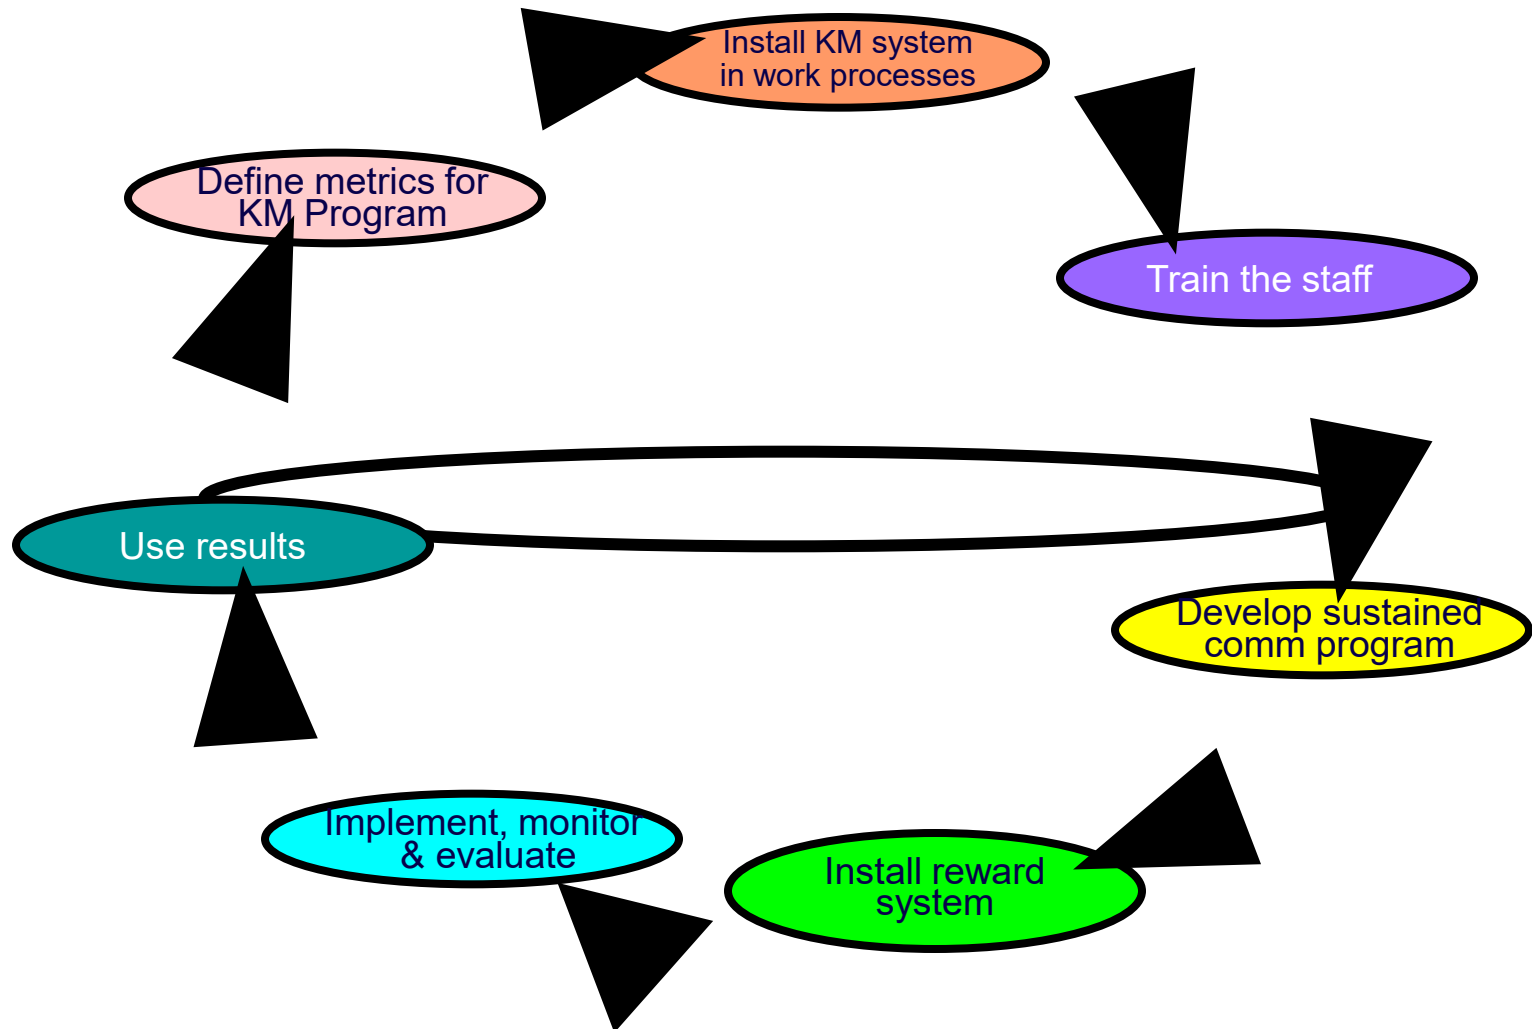 Install KM system
in work processes
Define metrics for
KM Program
Train the staff
Use results
Develop sustained
comm program
Implement, monitor
& evaluate
Install reward
system